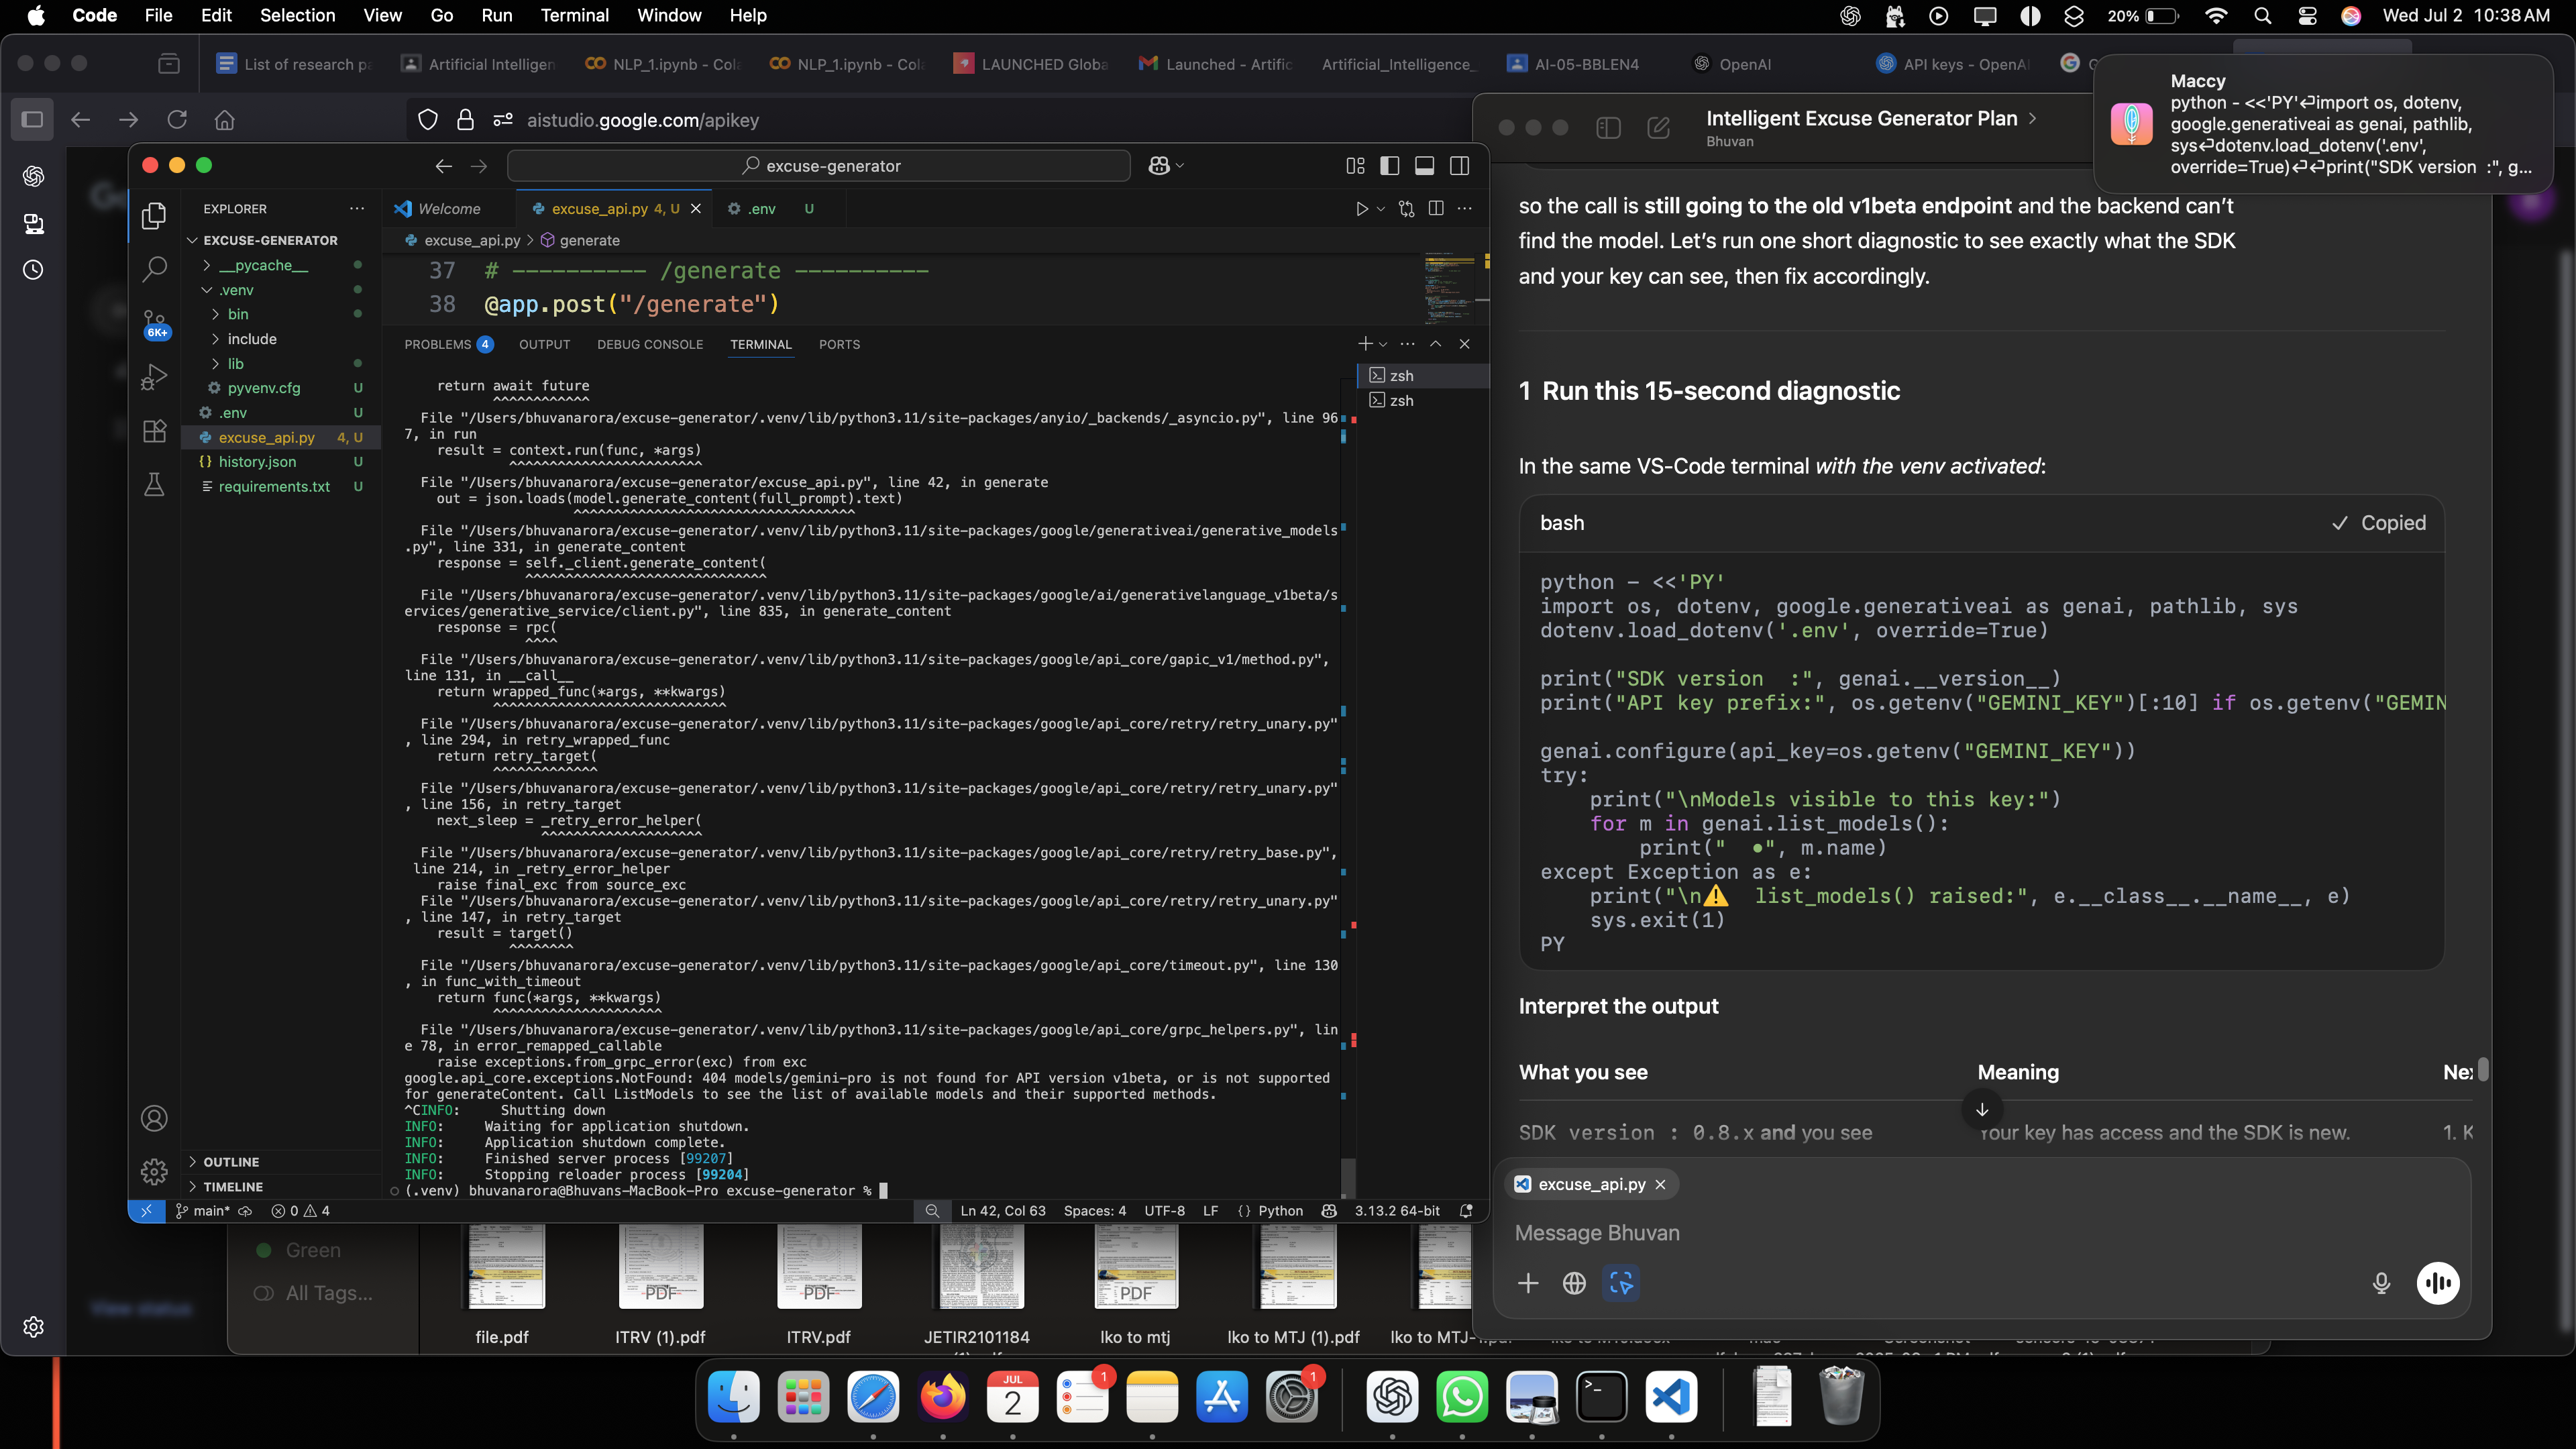 Code File Edit Selection View Go Run Terminal Window Help
20% Wed Jul 2 10:38 AM
List of research pa
Artificial Intelligen
NLP_1.ipynb - Cola
NLP_1.ipynb - Cola
LAUNCHED Globa
Launched - Artific
Artificial_Intelligence_
AI-05-BBLEN4
OpenAI
API keys - OpenAI
aistudio.google.com/apikey
Maccy
python - <<'PY'⏎import os, dotenv,
google.generativeai as genai, pathlib,
sys⏎dotenv.load_dotenv('.env',
override=True)⏎⏎print("SDK version :", g...
excuse-generator
EXPLORER
EXCUSE-GENERATOR
__pycache__
.venv
bin
include
lib
pyvenv.cfg U
.env U
excuse_api.py 4, U
history.json U
requirements.txt U
6K+
OUTLINE
TIMELINE
Welcome
excuse_api.py 4, U
.env U
excuse_api.py > generate
37 # ---------- /generate ----------
38 @app.post("/generate")
PROBLEMS 4 OUTPUT DEBUG CONSOLE TERMINAL PORTS
zsh
zsh
return await future
^^^^^^^^^^^^
File "/Users/bhuvanarora/excuse-generator/.venv/lib/python3.11/site-packages/anyio/_backends/_asyncio.py", line 96
7, in run
result = context.run(func, *args)
^^^^^^^^^^^^^^^^^^^^^^^^
File "/Users/bhuvanarora/excuse-generator/excuse_api.py", line 42, in generate
out = json.loads(model.generate_content(full_prompt).text)
^^^^^^^^^^^^^^^^^^^^^^^^^^^^^^^^^^^
File "/Users/bhuvanarora/excuse-generator/.venv/lib/python3.11/site-packages/google/generativeai/generative_models
.py", line 331, in generate_content
response = self._client.generate_content(
^^^^^^^^^^^^^^^^^^^^^^^^^^^^^^
File "/Users/bhuvanarora/excuse-generator/.venv/lib/python3.11/site-packages/google/ai/generativelanguage_v1beta/s
ervices/generative_service/client.py", line 835, in generate_content
response = rpc(
^^^^
File "/Users/bhuvanarora/excuse-generator/.venv/lib/python3.11/site-packages/google/api_core/gapic_v1/method.py",
line 131, in __call__
return wrapped_func(*args, **kwargs)
^^^^^^^^^^^^^^^^^^^^^^^^^^^^^
File "/Users/bhuvanarora/excuse-generator/.venv/lib/python3.11/site-packages/google/api_core/retry/retry_unary.py"
, line 294, in retry_wrapped_func
return retry_target(
^^^^^^^^^^^^^
File "/Users/bhuvanarora/excuse-generator/.venv/lib/python3.11/site-packages/google/api_core/retry/retry_unary.py"
, line 156, in retry_target
next_sleep = _retry_error_helper(
^^^^^^^^^^^^^^^^^^^^
File "/Users/bhuvanarora/excuse-generator/.venv/lib/python3.11/site-packages/google/api_core/retry/retry_base.py",
line 214, in _retry_error_helper
raise final_exc from source_exc
File "/Users/bhuvanarora/excuse-generator/.venv/lib/python3.11/site-packages/google/api_core/retry/retry_unary.py"
, line 147, in retry_target
result = target()
^^^^^^^^
File "/Users/bhuvanarora/excuse-generator/.venv/lib/python3.11/site-packages/google/api_core/timeout.py", line 130
, in func_with_timeout
return func(*args, **kwargs)
^^^^^^^^^^^^^^^^^^^^^
File "/Users/bhuvanarora/excuse-generator/.venv/lib/python3.11/site-packages/google/api_core/grpc_helpers.py", lin
e 78, in error_remapped_callable
raise exceptions.from_grpc_error(exc) from exc
google.api_core.exceptions.NotFound: 404 models/gemini-pro is not found for API version v1beta, or is not supported
for generateContent. Call ListModels to see the list of available models and their supported methods.
^CINFO: Shutting down
INFO: Waiting for application shutdown.
INFO: Application shutdown complete.
INFO: Finished server process [99207]
INFO: Stopping reloader process [99204]
(.venv) bhuvanarora@Bhuvans-MacBook-Pro excuse-generator %
main* 0 4 Ln 42, Col 63 Spaces: 4 UTF-8 LF {} Python 3.13.2 64-bit
Intelligent Excuse Generator Plan >
Bhuvan
so the call is still going to the old v1beta endpoint and the backend can't
find the model. Let's run one short diagnostic to see exactly what the SDK
and your key can see, then fix accordingly.
1 Run this 15-second diagnostic
In the same VS-Code terminal with the venv activated:
bash
✓ Copied
python - <<'PY'
import os, dotenv, google.generativeai as genai, pathlib, sys
dotenv.load_dotenv('.env', override=True)
print("SDK version  :", genai.__version__)
print("API key prefix:", os.getenv("GEMINI_KEY")[:10] if os.getenv("GEMIN
genai.configure(api_key=os.getenv("GEMINI_KEY"))
try:
print("\nModels visible to this key:")
for m in genai.list_models():
print("  •", m.name)
except Exception as e:
print("\n⚠️  list_models() raised:", e.__class__.__name__, e)
sys.exit(1)
PY
Interpret the output
What you see Meaning Nex
SDK version : 0.8.x and you see Your key has access and the SDK is new. 1. K
excuse_api.py ×
Message Bhuvan
View status
Green
All Tags...
PDF
PDF
PDF
file.pdf
ITRV (1).pdf
ITRV.pdf
JETIR2101184
lko to mtj
lko to MTJ (1).pdf
JUL
2
1
1